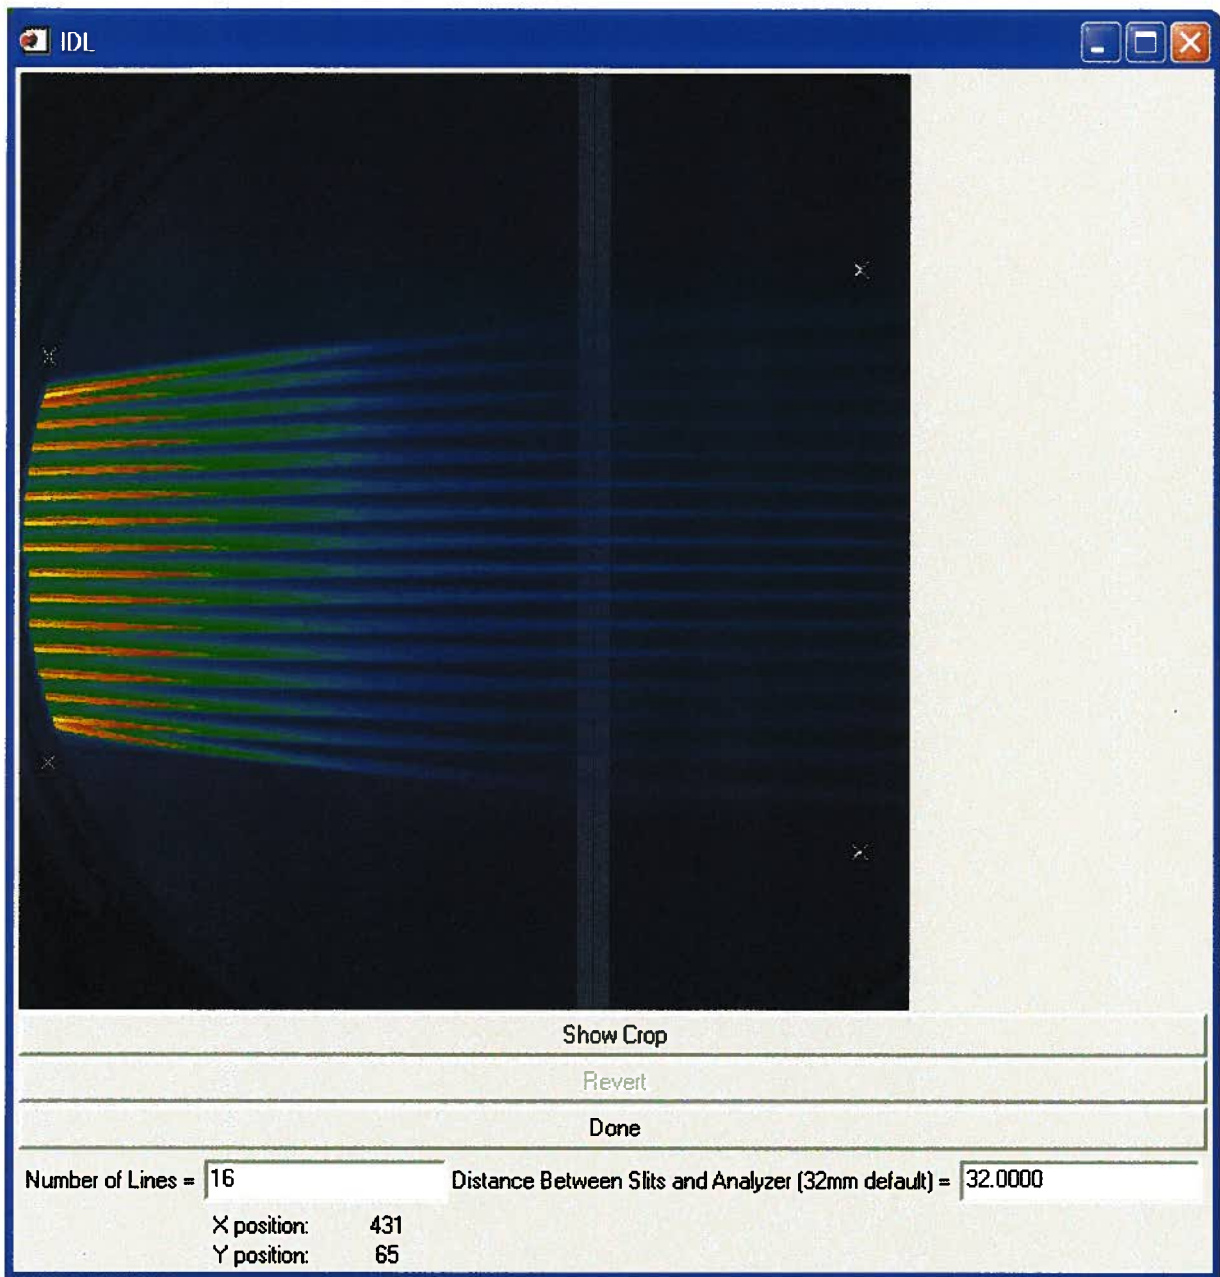 IDL
Show Crop
Revert
Done
Number of Lines = 16 Distance Between Slits and Analyzer (32mm default) = 32.0000
X position: 431
Y position: 65